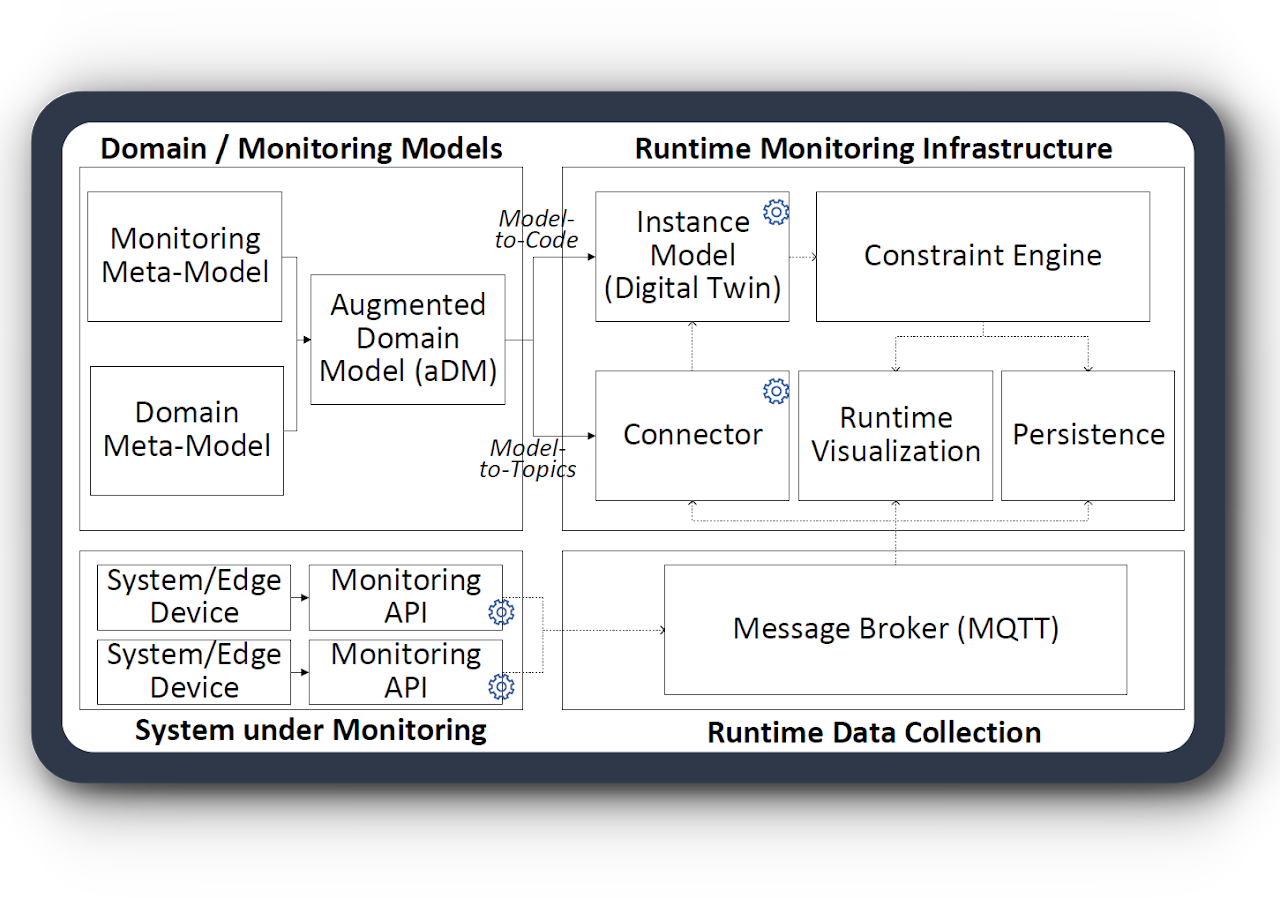 Domain / Monitoring Models
Monitoring
Meta-Model
Domain
Meta-Model
Augmented
Domain
Model (aDM)
Model-
to-Code
Model-
to-Topics
Runtime Monitoring Infrastructure
Instance
Model
(Digital Twin)
Constraint Engine
Connector
Runtime
Visualization
Persistence
System/Edge
Device
Monitoring
API
System/Edge
Device
Monitoring
API
System under Monitoring
Message Broker (MQTT)
Runtime Data Collection